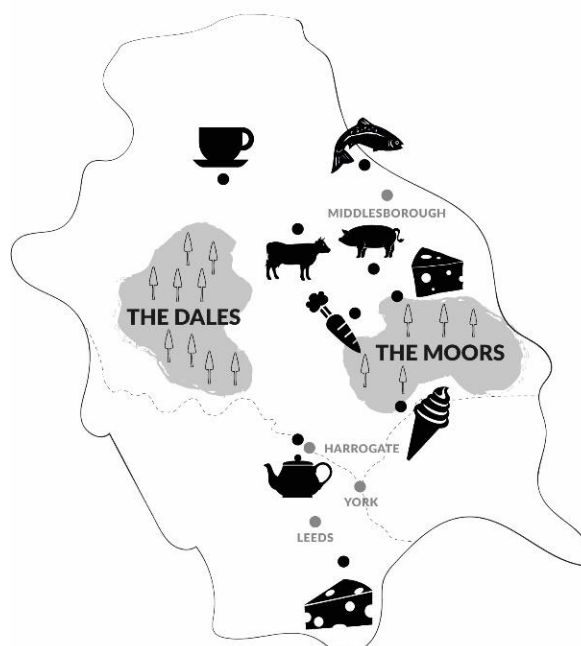 MIDDLESBOROUGH
THE DALES
THE MOORS
HARROGATE
YORK
LEEDS